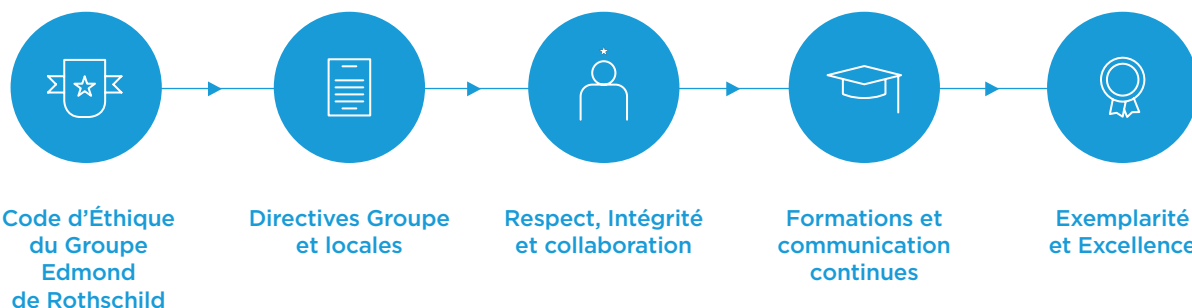 Code d'Éthique
du Groupe
Edmond
de Rothschild
Directives Groupe
et locales
Respect, Intégrité
et collaboration
Formations et
communication
continues
Exemplarité
et Excellence